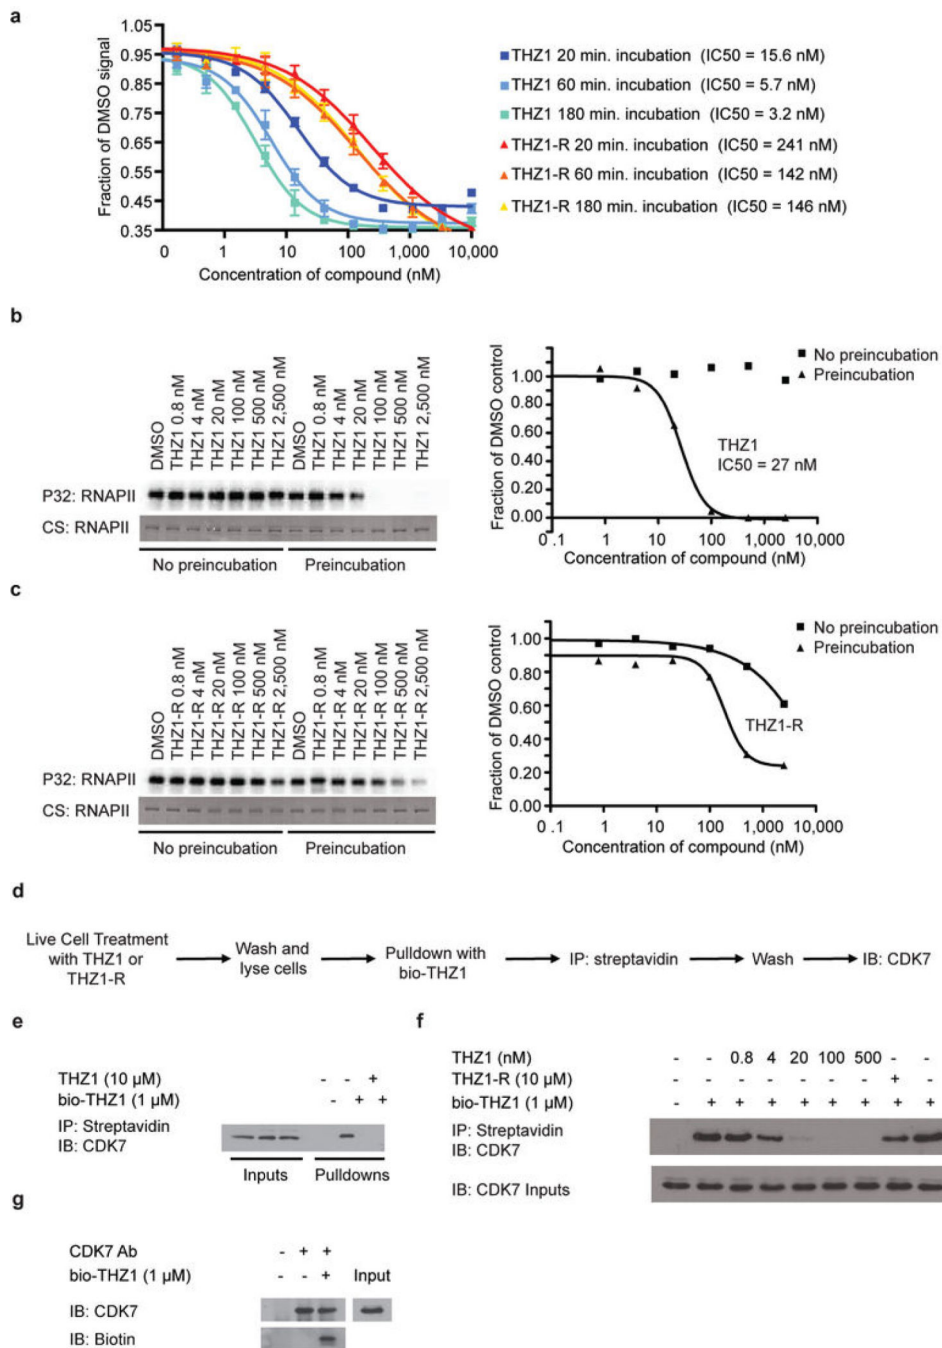 a
1.05
0.95
0.85
0.75
0.65
0.55
0.45
0.35
Fraction of DMSO signal
0 1 10 100 1,000 10,000
Concentration of compound (nM)
THZ1 20 min. incubation (IC50 = 15.6 nM)
THZ1 60 min. incubation (IC50 = 5.7 nM)
THZ1 180 min. incubation (IC50 = 3.2 nM)
THZ1-R 20 min. incubation (IC50 = 241 nM)
THZ1-R 60 min. incubation (IC50 = 142 nM)
THZ1-R 180 min. incubation (IC50 = 146 nM)
b
DMSO
THZ1 0.8 nM
THZ1 4 nM
THZ1 20 nM
THZ1 100 nM
THZ1 500 nM
THZ1 2,500 nM
DMSO
THZ1 0.8 nM
THZ1 4 nM
THZ1 20 nM
THZ1 100 nM
THZ1 500 nM
THZ1 2,500 nM
P32: RNAPII
CS: RNAPII
No preincubation Preincubation
Fraction of DMSO control
1.00
0.80
0.60
0.40
0.20
0.00
0 .1 1 10 100 1,000 10,000
Concentration of compound (nM)
No preincubation
Preincubation
THZ1
IC50 = 27 nM
c
DMSO
THZ1-R 0.8 nM
THZ1-R 4 nM
THZ1-R 20 nM
THZ1-R 100 nM
THZ1-R 500 nM
THZ1-R 2,500 nM
DMSO
THZ1-R 0.8 nM
THZ1-R 4 nM
THZ1-R 20 nM
THZ1-R 100 nM
THZ1-R 500 nM
THZ1-R 2,500 nM
P32: RNAPII
CS: RNAPII
No preincubation Preincubation
Fraction of DMSO control
1.00
0.80
0.60
0.40
0.20
0.00
0 .1 1 10 100 1,000 10,000
Concentration of compound (nM)
No preincubation
Preincubation
THZ1-R
d
Live Cell Treatment
with THZ1 or
THZ1-R
Wash and
lyse cells
Pulldown with
bio-THZ1
IP: streptavidin
Wash
IB: CDK7
e
THZ1 (10 µM) - - +
bio-THZ1 (1 µM) - + +
IP: Streptavidin
IB: CDK7
Inputs Pulldowns
f
THZ1 (nM) - - 0.8 4 20 100 500 - -
THZ1-R (10 µM) - - - - - - - + -
bio-THZ1 (1 µM) - + + + + + + + +
IP: Streptavidin
IB: CDK7
IB: CDK7 Inputs
g
CDK7 Ab - + +
bio-THZ1 (1 µM) - - + Input
IB: CDK7
IB: Biotin